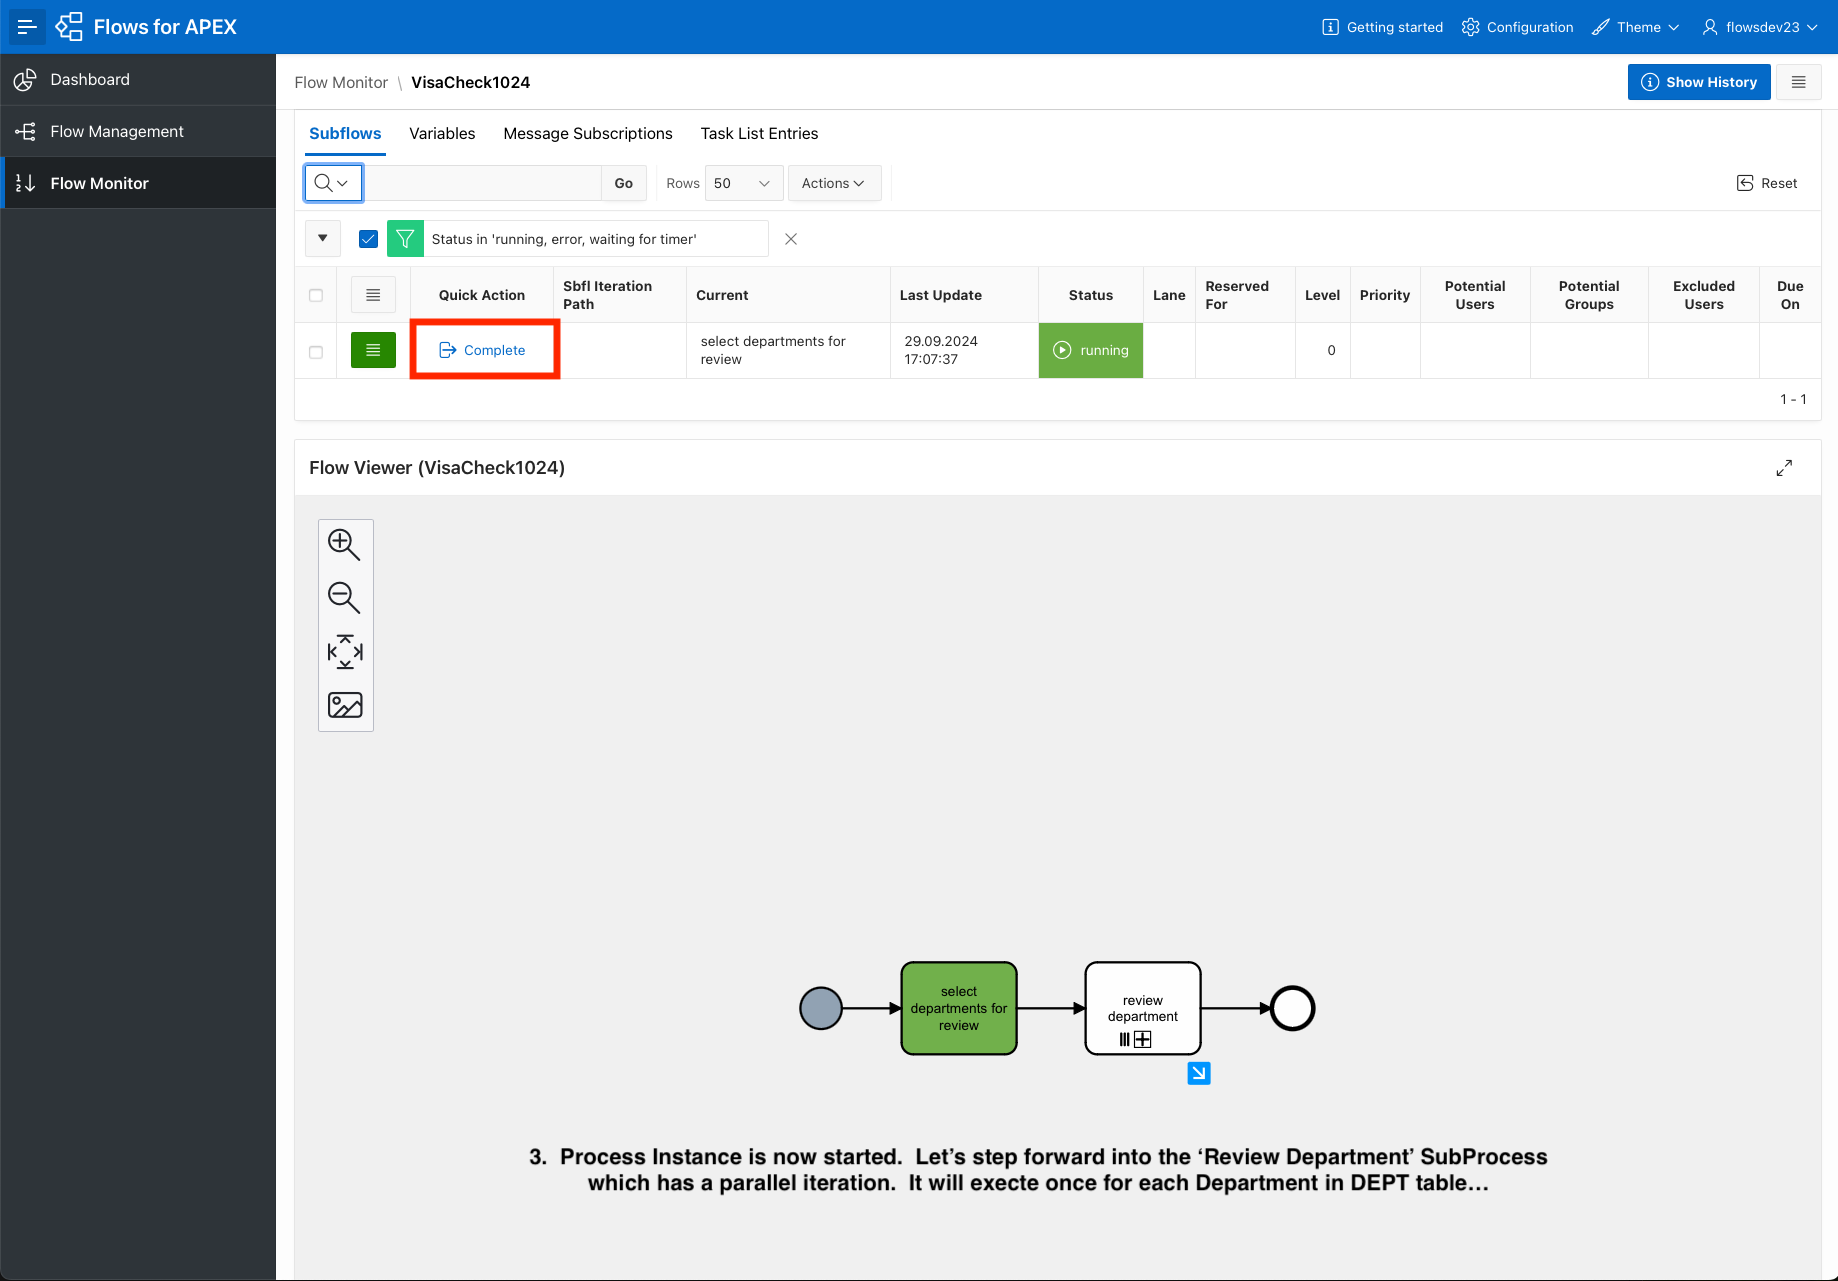 Flows for APEX
Getting started
Configuration
Theme
flowsdev23
Dashboard
Flow Management
Flow Monitor
Flow Monitor \ VisaCheck1024
Show History
Subflows
Variables
Message Subscriptions
Task List Entries
Go
Rows
50
Actions
Reset
Status in 'running, error, waiting for timer'
Quick Action
Sbfl Iteration
Path
Current
Last Update
Status
Lane
Reserved
For
Level
Priority
Potential
Users
Potential
Groups
Excluded
Users
Due
On
Complete
select departments for
review
29.09.2024
17:07:37
running
0
1 - 1
Flow Viewer (VisaCheck1024)
select
departments for
review
review
department
3. Process Instance is now started. Let’s step forward into the ‘Review Department’ SubProcess
which has a parallel iteration. It will execte once for each Department in DEPT table…